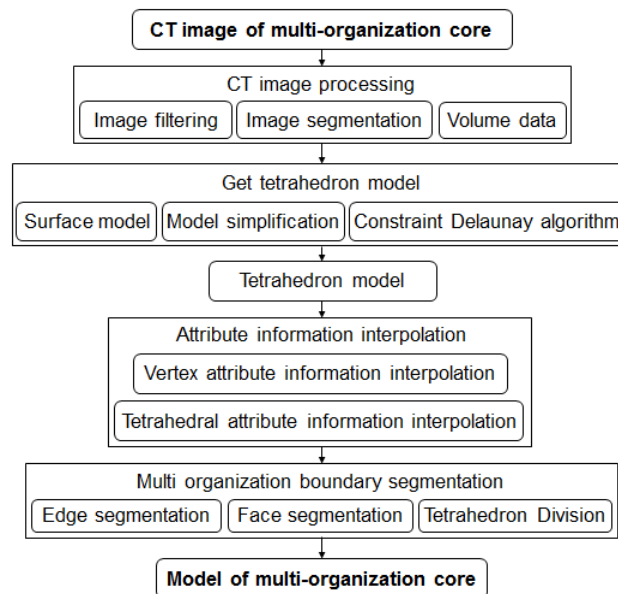 CT image of multi-organization core
CT image processing
Image filtering
Image segmentation
Volume data
Get tetrahedron model
Surface model
Model simplification
Constraint Delaunay algorithm
Tetrahedron model
Attribute information interpolation
Vertex attribute information interpolation
Tetrahedral attribute information interpolation
Multi organization boundary segmentation
Edge segmentation
Face segmentation
Tetrahedron Division
Model of multi-organization core